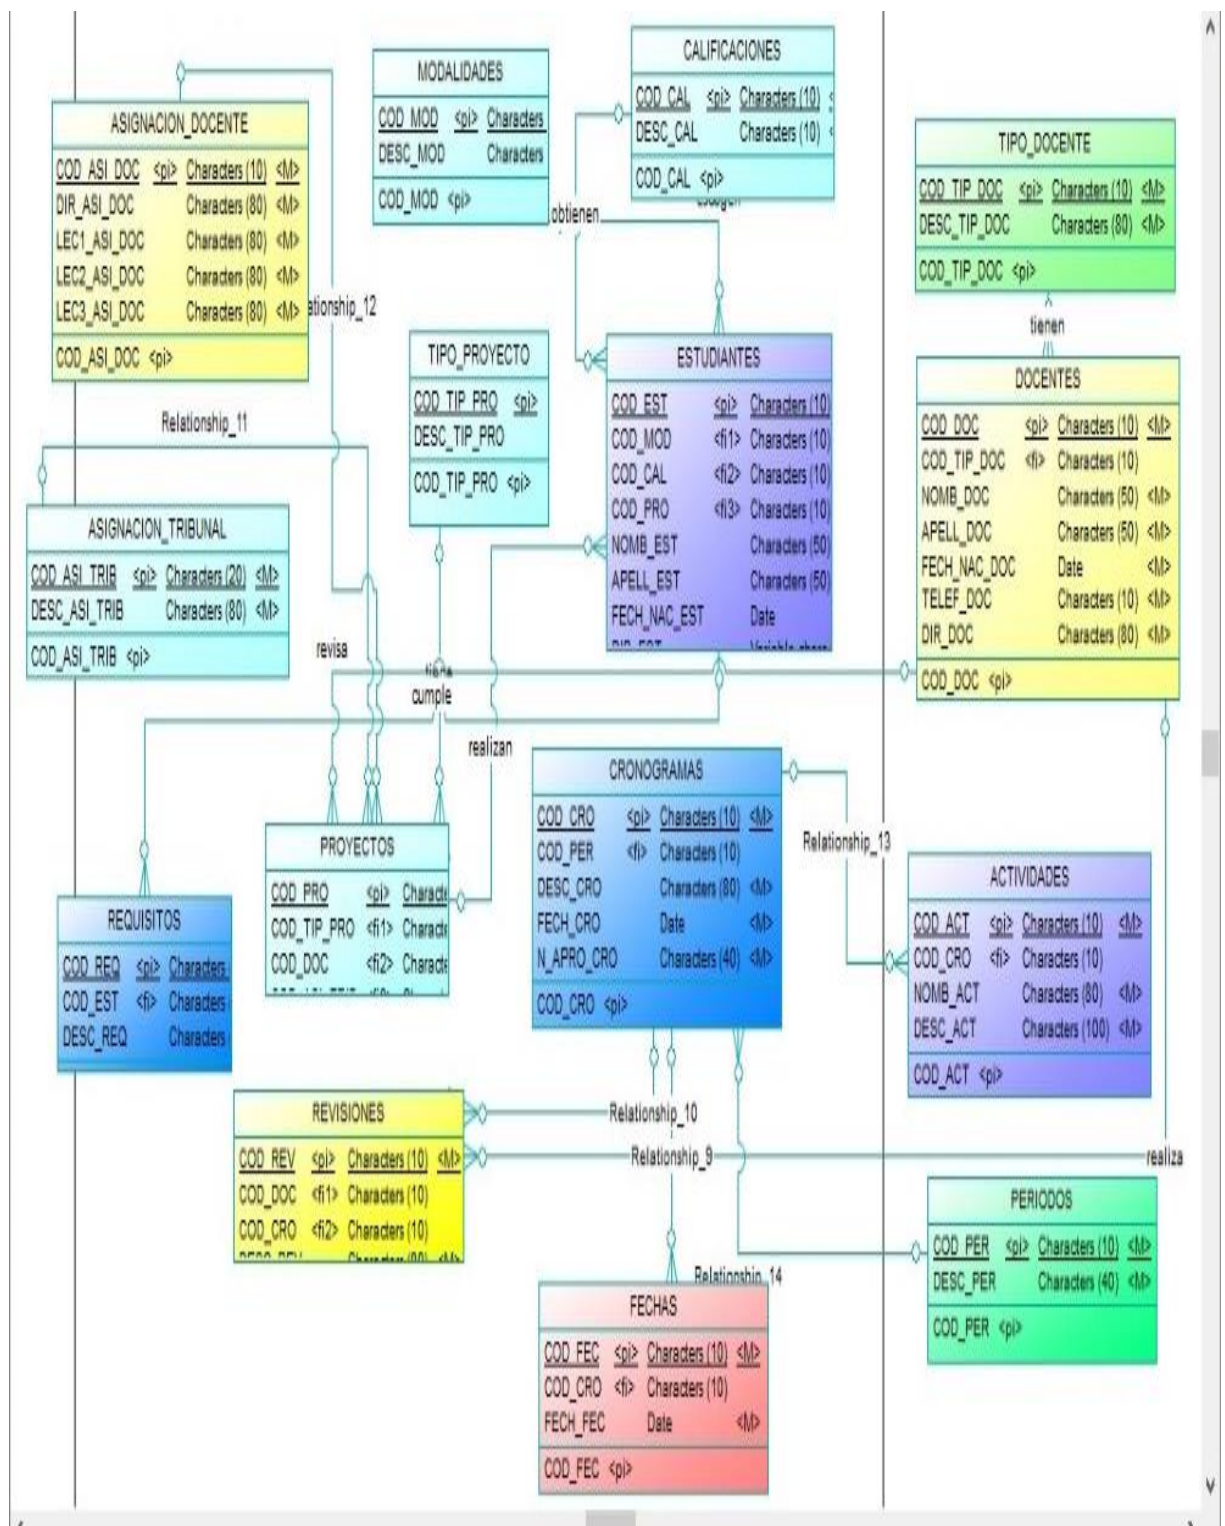 CALIFICACIONES
COD_CAL <pi> Characters (10)
DESC_CAL Characters (10)
COD_CAL <pi>
MODALIDADES
COD_MOD <pi> Characters
DESC_MOD Characters
COD_MOD <pi>
ASIGNACION_DOCENTE
COD_ASI_DOC <pi> Characters (10) <M>
DIR_ASI_DOC Characters (80) <M>
LEC1_ASI_DOC Characters (80) <M>
LEC2_ASI_DOC Characters (80) <M>
LEC3_ASI_DOC Characters (80) <M>
COD_ASI_DOC <pi>
TIPO_DOCENTE
COD_TIP_DOC <pi> Characters (10) <M>
DESC_TIP_DOC Characters (80) <M>
COD_TIP_DOC <pi>
obtienen
ationship_12
tienen
TIPO_PROYECTO
COD_TIP_PRO <pi>
DESC_TIP_PRO
COD_TIP_PRO <pi>
ESTUDIANTES
COD_EST <pi> Characters (10)
COD_MOD <fi1> Characters (10)
COD_CAL <fi2> Characters (10)
COD_PRO <fi3> Characters (10)
NOMB_EST Characters (50)
APELL_EST Characters (50)
FECH_NAC_EST Date
DOCENTES
COD_DOC <pi> Characters (10) <M>
COD_TIP_DOC <fi> Characters (10)
NOMB_DOC Characters (50) <M>
APELL_DOC Characters (50) <M>
FECH_NAC_DOC Date <M>
TELEF_DOC Characters (10) <M>
DIR_DOC Characters (80) <M>
COD_DOC <pi>
Relationship_11
ASIGNACION_TRIBUNAL
COD_ASI_TRIB <pi> Characters (20) <M>
DESC_ASI_TRIB Characters (80) <M>
COD_ASI_TRIB <pi>
revisa
tiene
cumple
realizan
CRONOGRAMAS
COD_CRO <pi> Characters (10) <M>
COD_PER <fi> Characters (10)
DESC_CRO Characters (80) <M>
FECH_CRO Date <M>
N_APRO_CRO Characters (40) <M>
COD_CRO <pi>
Relationship_13
PROYECTOS
COD_PRO <pi> Characte
COD_TIP_PRO <fi1> Characte
COD_DOC <fi2> Characte
ACTIVIDADES
COD_ACT <pi> Characters (10) <M>
COD_CRO <fi> Characters (10)
NOMB_ACT Characters (80) <M>
DESC_ACT Characters (100) <M>
COD_ACT <pi>
REQUISITOS
COD_REQ <pi> Characters
COD_EST <fi> Characters
DESC_REQ Characters
REVISIONES
COD_REV <pi> Characters (10) <M>
COD_DOC <fi1> Characters (10)
COD_CRO <fi2> Characters (10)
Relationship_10
Relationship_9
realiza
PERIODOS
COD_PER <pi> Characters (10) <M>
DESC_PER Characters (40) <M>
COD_PER <pi>
Relationship_14
FECHAS
COD_FEC <pi> Characters (10) <M>
COD_CRO <fi> Characters (10)
FECH_FEC Date <M>
COD_FEC <pi>